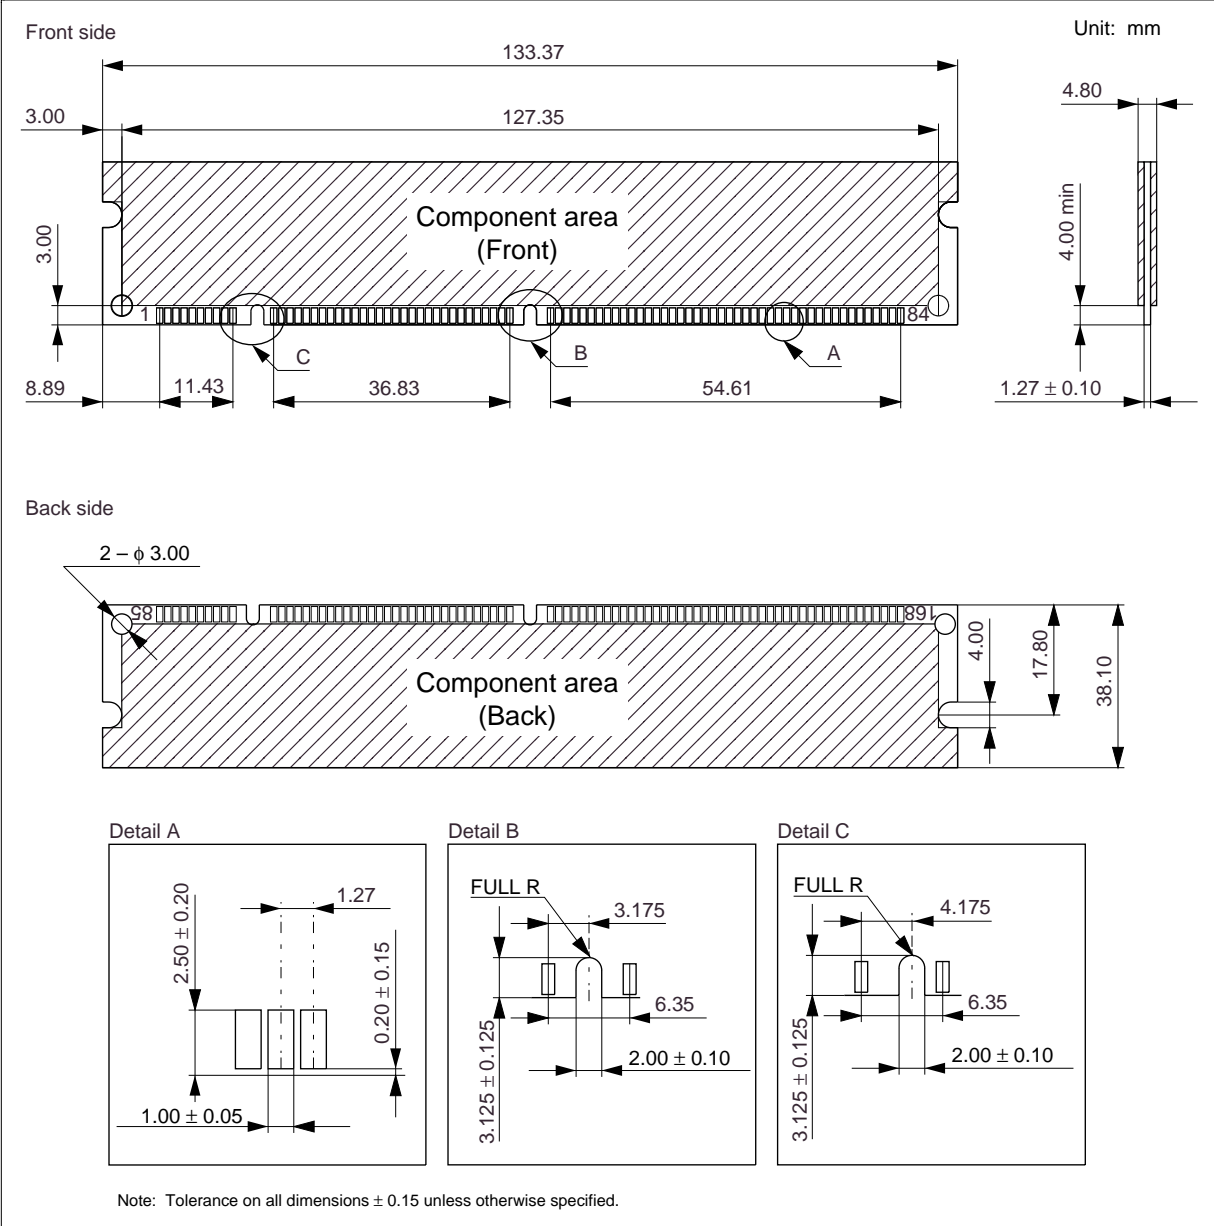 Front side
Unit: mm
133.37
4.80
3.00
127.35
Component area
(Front)
3.00
4.00 min
1
84
C
B
A
8.89
11.43
36.83
54.61
1.27 ± 0.10
Back side
2 – ϕ 3.00
85
168
Component area
(Back)
4.00
17.80
38.10
Detail A
Detail B
Detail C
2.50 ± 0.20
1.27
0.20 ± 0.15
1.00 ± 0.05
FULL R
3.175
6.35
2.00 ± 0.10
3.125 ± 0.125
FULL R
4.175
6.35
2.00 ± 0.10
3.125 ± 0.125
Note: Tolerance on all dimensions ± 0.15 unless otherwise specified.